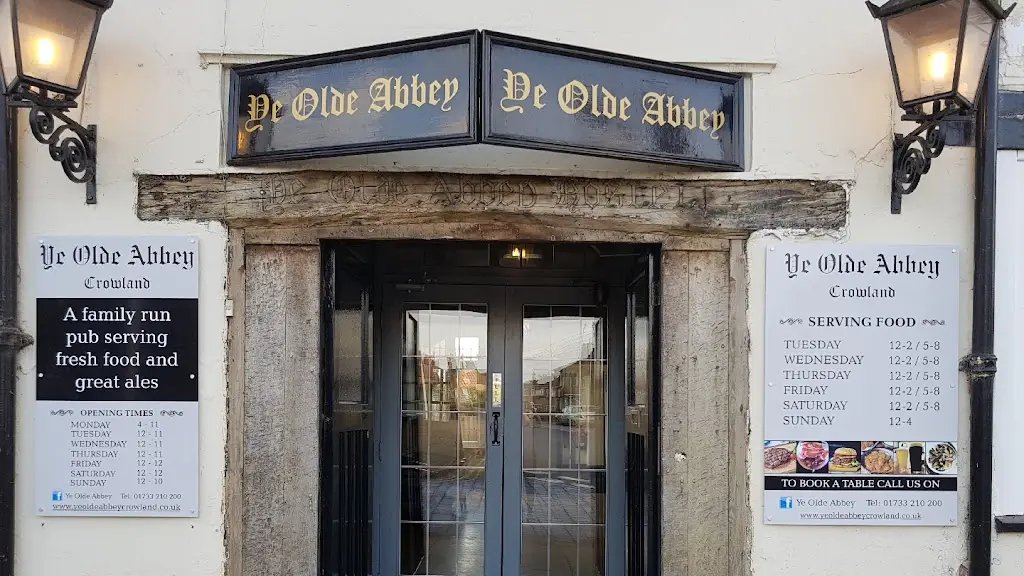 Ye Olde Abbey
Ye Olde Abbey
Ye Olde Abbey Hostel
Ye Olde Abbey
Crowland
A family run
pub serving
fresh food and
great ales
OPENING TIMES
MONDAY 4 - 11
TUESDAY 12 - 11
WEDNESDAY 12 - 11
THURSDAY 12 - 11
FRIDAY 12 - 12
SATURDAY 12 - 12
SUNDAY 12 - 10
Ye Olde Abbey Tel: 01733 210 200
www.yeoldeabbeycrowland.co.uk
Ye Olde Abbey
Crowland
SERVING FOOD
TUESDAY 12-2 / 5-8
WEDNESDAY 12-2 / 5-8
THURSDAY 12-2 / 5-8
FRIDAY 12-2 / 5-8
SATURDAY 12-2 / 5-8
SUNDAY 12-4
TO BOOK A TABLE CALL US ON
Ye Olde Abbey Tel: 01733 210 200
www.yeoldeabbeycrowland.co.uk